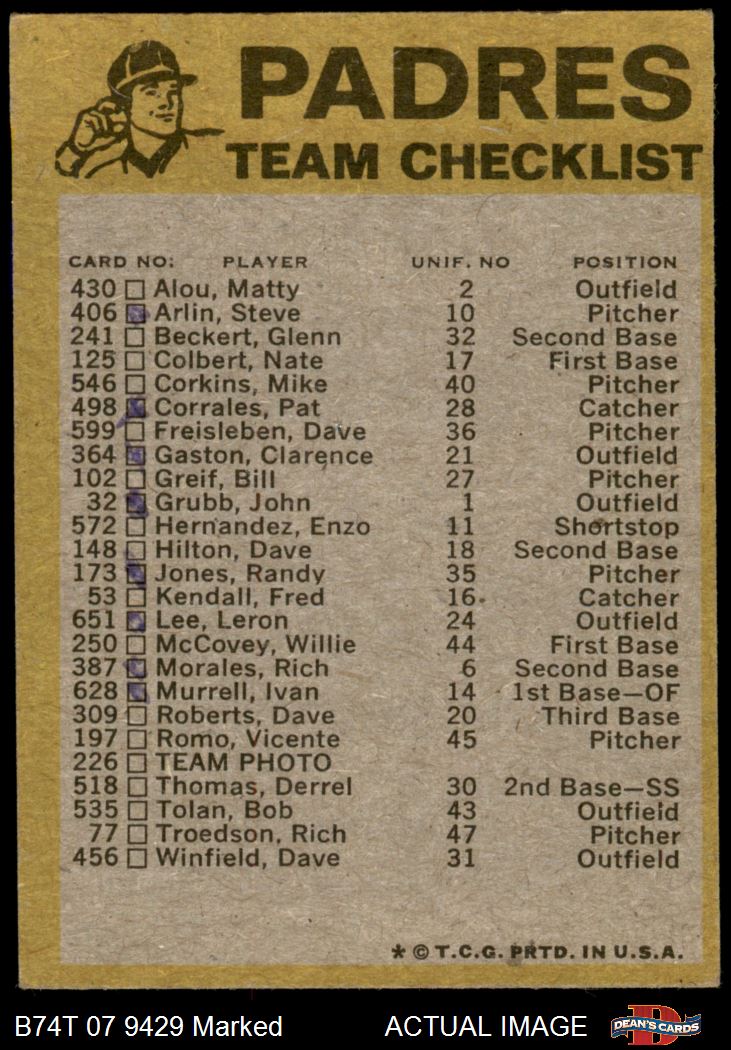 PADRES
TEAM CHECKLIST
CARD NO: PLAYER UNIF. NO POSITION
430 Alou, Matty 2 Outfield
406 Arlin, Steve 10 Pitcher
241 Beckert, Glenn 32 Second Base
125 Colbert, Nate 17 First Base
546 Corkins, Mike 40 Pitcher
498 Corrales, Pat 28 Catcher
599 Freisleben, Dave 36 Pitcher
364 Gaston, Clarence 21 Outfield
102 Greif, Bill 27 Pitcher
32 Grubb, John 1 Outfield
572 Hernandez, Enzo 11 Shortstop
148 Hilton, Dave 18 Second Base
173 Jones, Randy 35 Pitcher
53 Kendall, Fred 16 Catcher
651 Lee, Leron 24 Outfield
250 McCovey, Willie 44 First Base
387 Morales, Rich 6 Second Base
628 Murrell, Ivan 14 1st Base—OF
309 Roberts, Dave 20 Third Base
197 Romo, Vicente 45 Pitcher
226 TEAM PHOTO
518 Thomas, Derrel 30 2nd Base—SS
535 Tolan, Bob 43 Outfield
77 Troedson, Rich 47 Pitcher
456 Winfield, Dave 31 Outfield
* © T.C.G. PRTD. IN U.S.A.
B74T 07 9429 Marked ACTUAL IMAGE DEAN'S CARDS